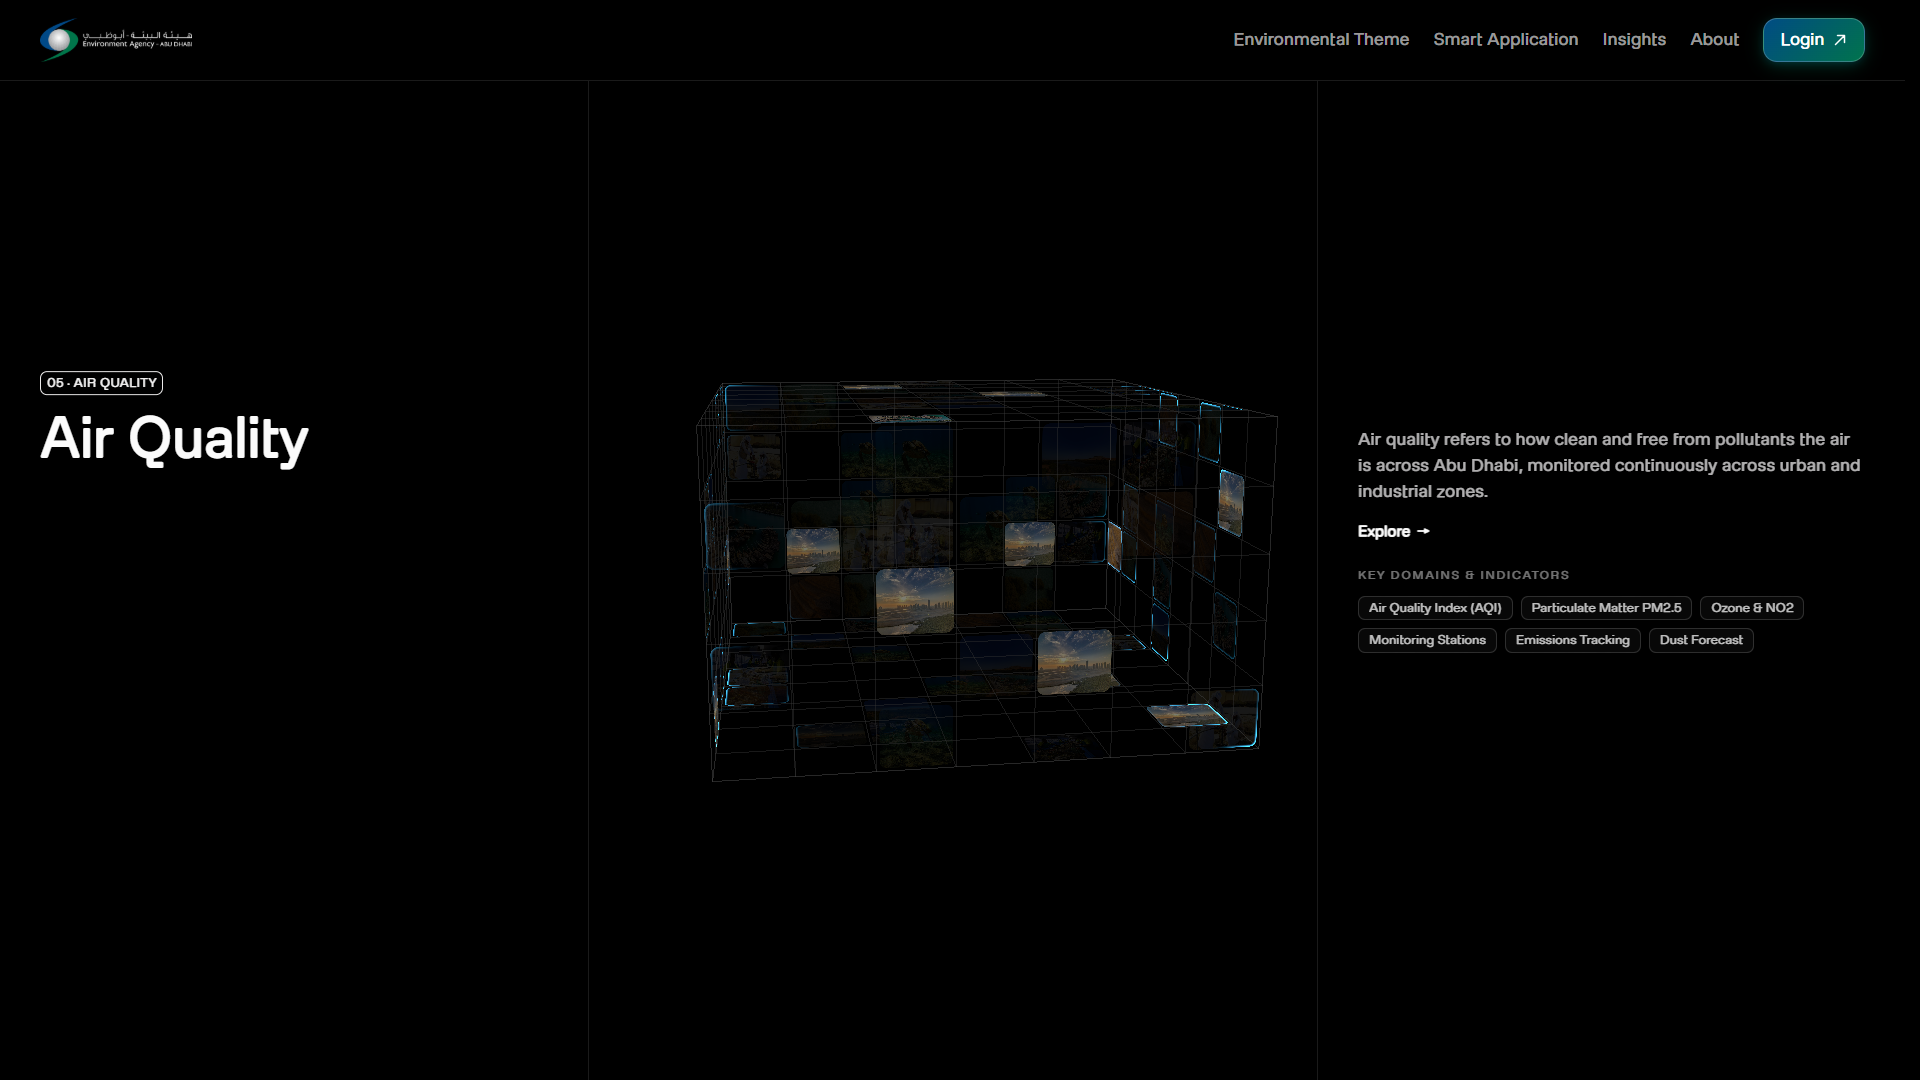 هيئة البيئة - أبوظبي
Environment Agency - ABU DHABI
Environmental Theme
Smart Application
Insights
About
Login
05 · AIR QUALITY
Air Quality
Air quality refers to how clean and free from pollutants the air
is across Abu Dhabi, monitored continuously across urban and
industrial zones.
Explore →
KEY DOMAINS & INDICATORS
Air Quality Index (AQI)
Particulate Matter PM2.5
Ozone & NO2
Monitoring Stations
Emissions Tracking
Dust Forecast